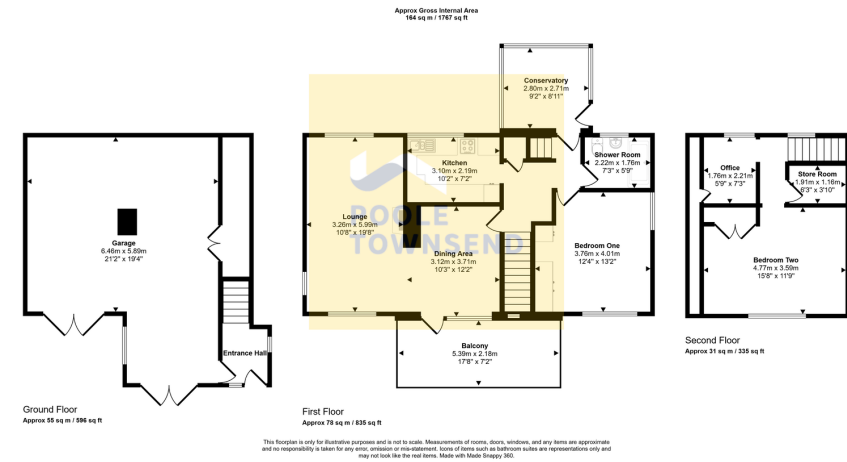 Approx Gross Internal Area
164 sq m / 1767 sq ft
Conservatory
2.80m x 2.71m
9'2" x 8'11"
Kitchen
3.10m x 2.19m
10'2" x 7'2"
Shower Room
2.22m x 1.76m
7'3" x 5'9"
Office
1.76m x 2.21m
5'9" x 7'3"
Store Room
1.91m x 1.16m
6'3" x 3'10"
Lounge
3.26m x 5.99m
10'8" x 19'8"
POOLE
TOWNSEND
Garage
6.46m x 5.89m
21'2" x 19'4"
Dining Area
3.12m x 3.71m
10'3" x 12'2"
Bedroom One
3.76m x 4.01m
12'4" x 13'2"
Bedroom Two
4.77m x 3.59m
15'8" x 11'9"
Entrance Hall
Balcony
5.39m x 2.18m
17'8" x 7'2"
Ground Floor
Approx 55 sq m / 596 sq ft
First Floor
Approx 78 sq m / 835 sq ft
Second Floor
Approx 31 sq m / 335 sq ft
This floorplan is only for illustrative purposes and is not to scale. Measurements of rooms, doors, windows, and any items are approximate
and no responsibility is taken for any error, omission or mis-statement. Icons of items such as bathroom suites are representations only and
may not look like the real items. Made with Made Snappy 360.